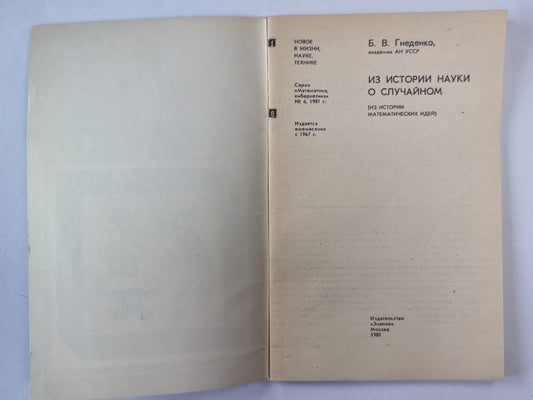 НОВОЕ
В ЖИЗНИ,
НАУКЕ,
ТЕХНИКЕ
Серия
«Математика,
кибернетика»
№ 6, 1981 г.
Издается
ежемесячно
с 1967 г.
Б. В. Гнеденко,
академик АН УССР
ИЗ ИСТОРИИ НАУКИ
О СЛУЧАЙНОМ
(ИЗ ИСТОРИИ
МАТЕМАТИЧЕСКИХ ИДЕЙ)
Издательство
«Знание»
Москва
1981